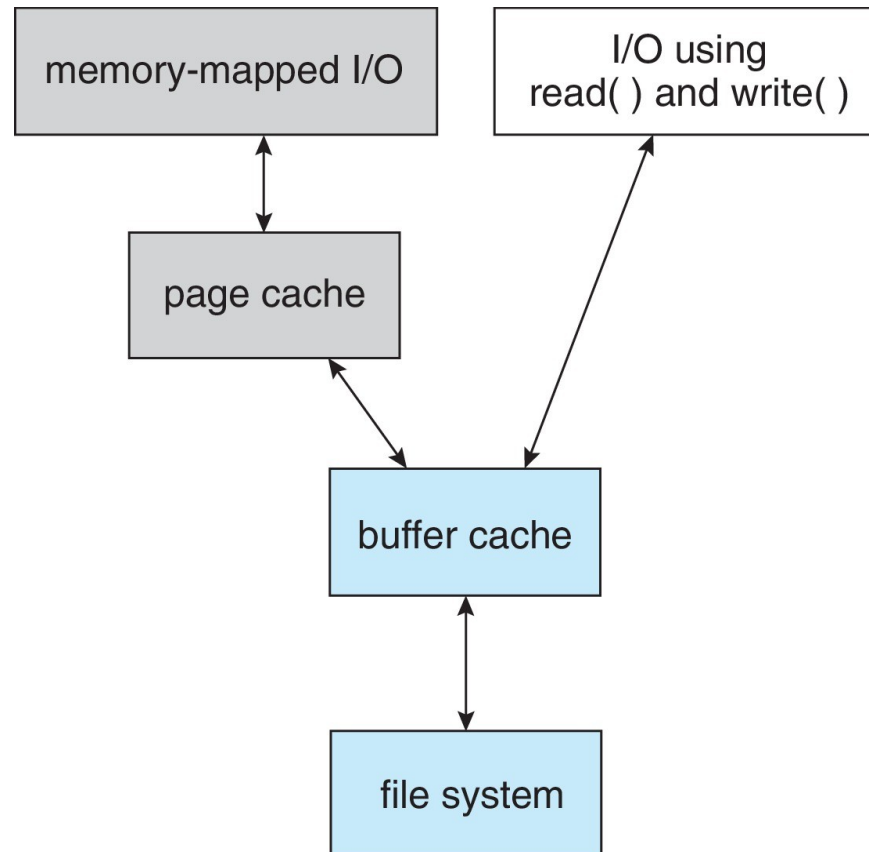 memory-mapped I/O
I/O using
read( ) and write( )
page cache
buffer cache
file system